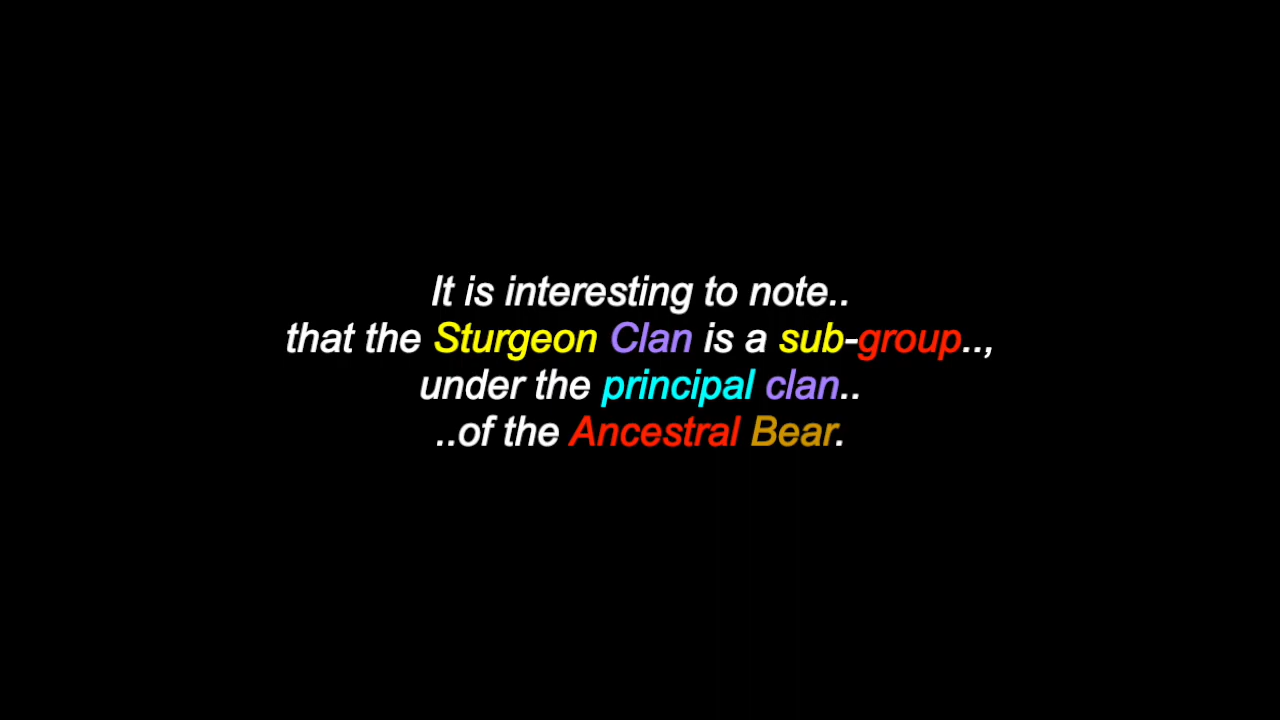 It is interesting to note..
that the Sturgeon Clan is a sub-group..,
under the principal clan..
..of the Ancestral Bear.